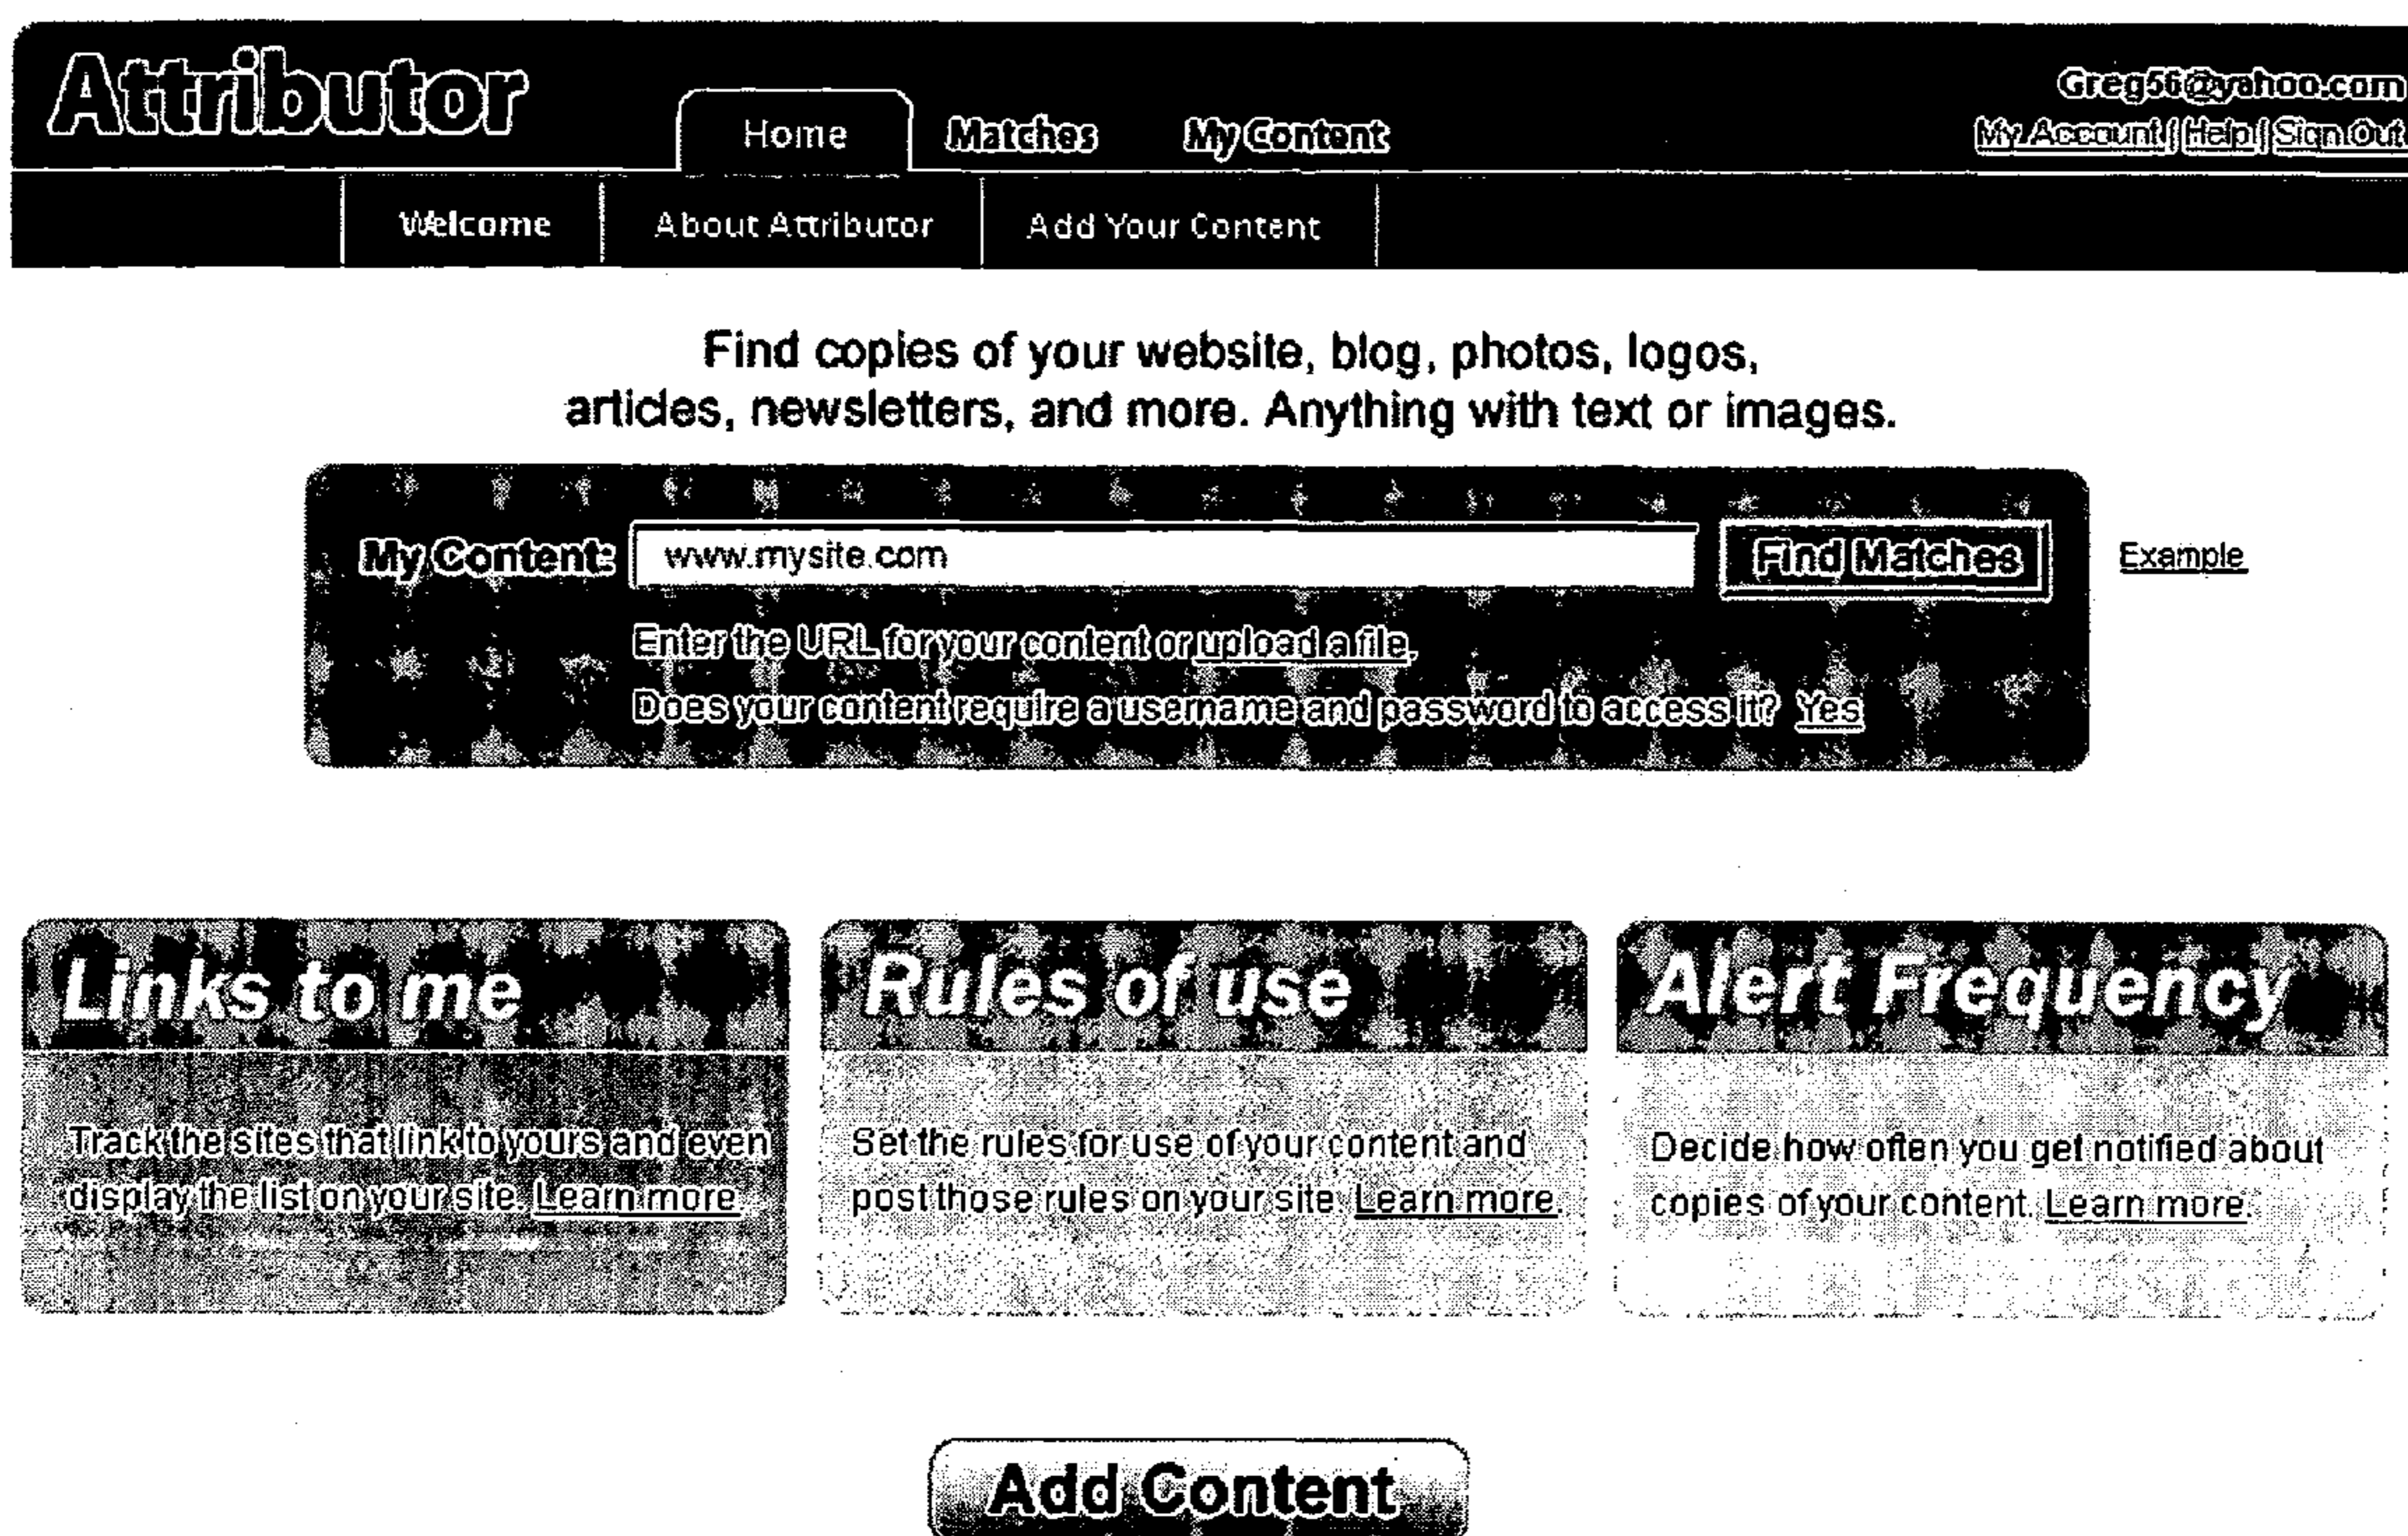 Attributor
Home
Matches
My Content
Greg56@yahoo.com
My Account | Help | Sign Out
Welcome
About Attributor
Add Your Content
Find copies of your website, blog, photos, logos,
articles, newsletters, and more. Anything with text or images.
My Content:
www.mysite.com
Find Matches
Example
Enter the URL for your content or upload a file.
Does your content require a username and password to access it? Yes
Links to me
Track the sites that link to yours and even
display the list on your site. Learn more.
Rules of use
Set the rules for use of your content and
post those rules on your site. Learn more.
Alert Frequency
Decide how often you get notified about
copies of your content. Learn more.
Add Content